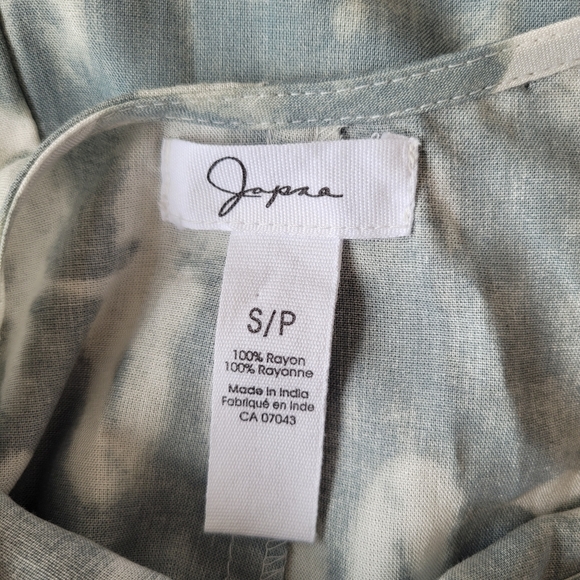 Japna
S/P
100% Rayon
100% Rayonne
Made in India
Fabriqué en Inde
CA 07043